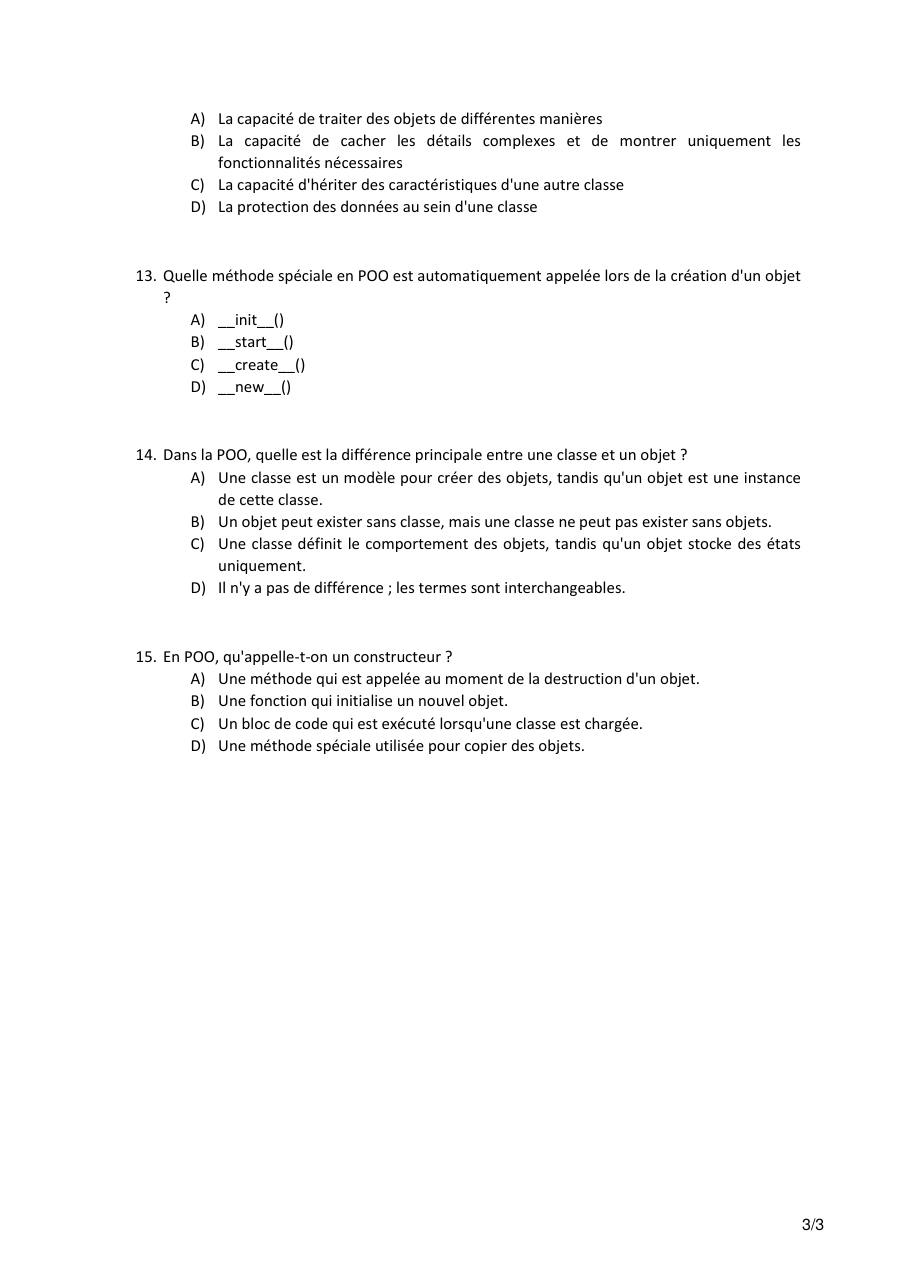 A) La capacité de traiter des objets de différentes manières
B) La capacité de cacher les détails complexes et de montrer uniquement les
fonctionnalités nécessaires
C) La capacité d'hériter des caractéristiques d'une autre classe
D) La protection des données au sein d'une classe
13. Quelle méthode spéciale en POO est automatiquement appelée lors de la création d'un objet
?
A) __init__()
B) __start__()
C) __create__()
D) __new__()
14. Dans la POO, quelle est la différence principale entre une classe et un objet ?
A) Une classe est un modèle pour créer des objets, tandis qu'un objet est une instance
de cette classe.
B) Un objet peut exister sans classe, mais une classe ne peut pas exister sans objets.
C) Une classe définit le comportement des objets, tandis qu'un objet stocke des états
uniquement.
D) Il n'y a pas de différence ; les termes sont interchangeables.
15. En POO, qu'appelle-t-on un constructeur ?
A) Une méthode qui est appelée au moment de la destruction d'un objet.
B) Une fonction qui initialise un nouvel objet.
C) Un bloc de code qui est exécuté lorsqu'une classe est chargée.
D) Une méthode spéciale utilisée pour copier des objets.
3/3